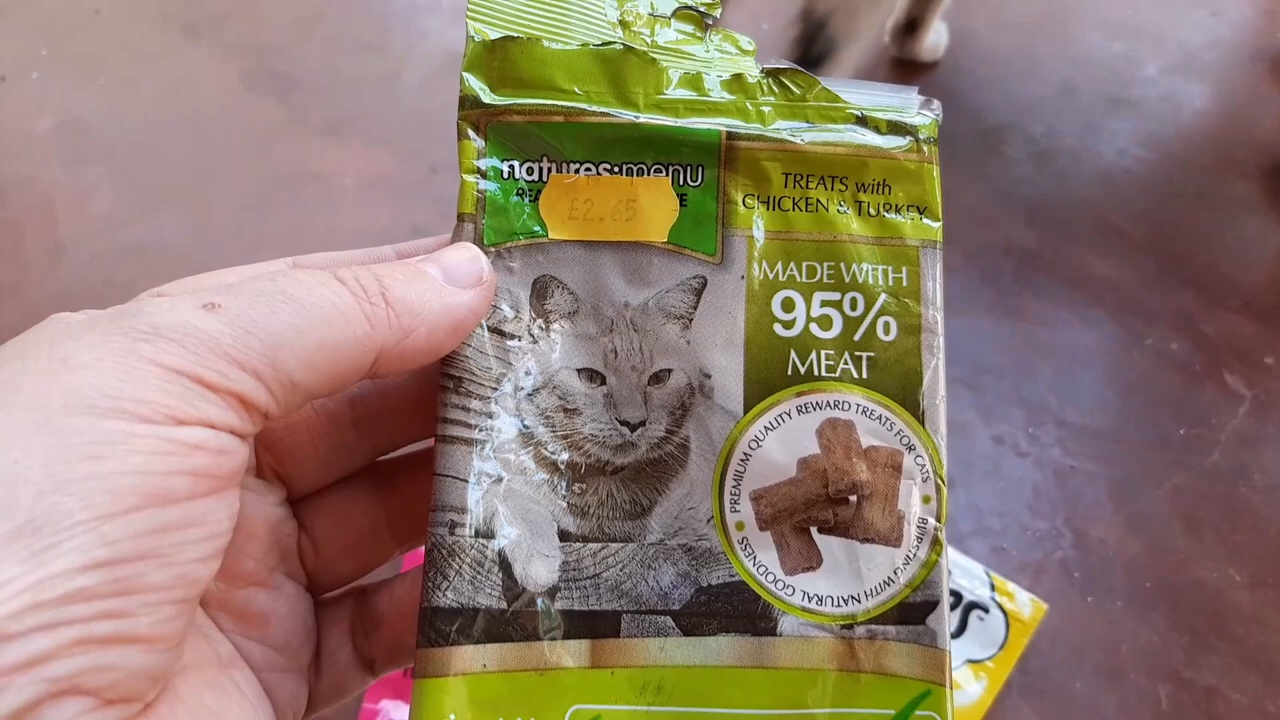 natures:menu
£2.65
TREATS with
CHICKEN & TURKEY
MADE WITH
95%
MEAT
PREMIUM QUALITY REWARD TREATS FOR CATS
• BURSTING WITH NATURAL GOODNESS •